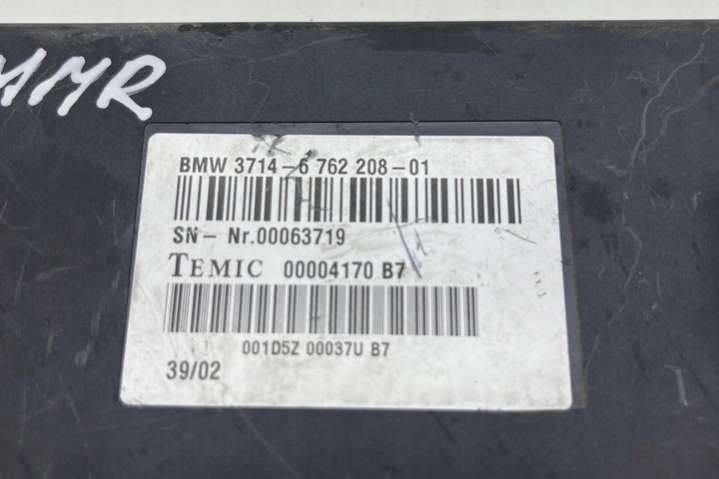 AMR
BMW 3714-6 762 208-01
SN- Nr.00063719
TEMIC 00004170 B7
001D5Z 00037U B7
39/02